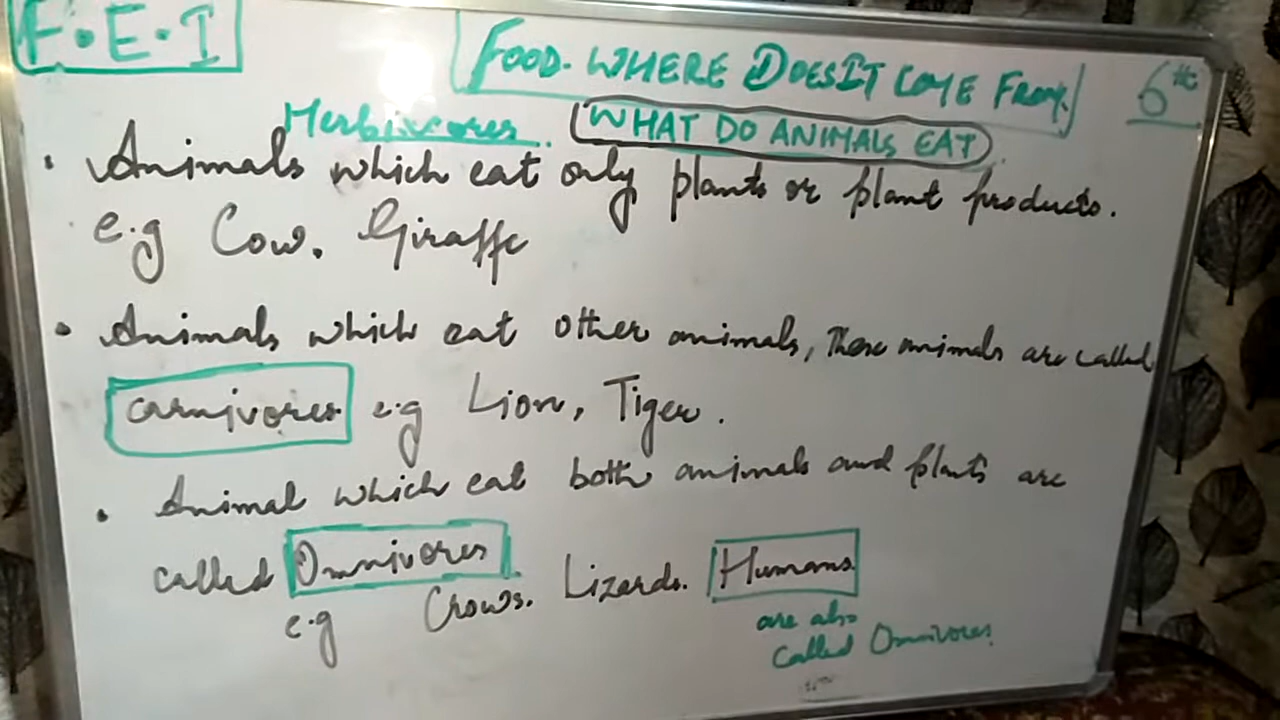 F.E.I
FOOD. WHERE DOES IT COME FROM.
6th
Herbivores.
WHAT DO ANIMALS EAT
• Animals which eat only plants or plant products.
e.g Cow. Giraffe
• Animals which eat other animals, These animals are called
carnivores e.g Lion, Tiger.
• Animal which eat both animals and plants are
called Omnivores
e.g Crows. Lizards. Humans
are also
called Omnivores